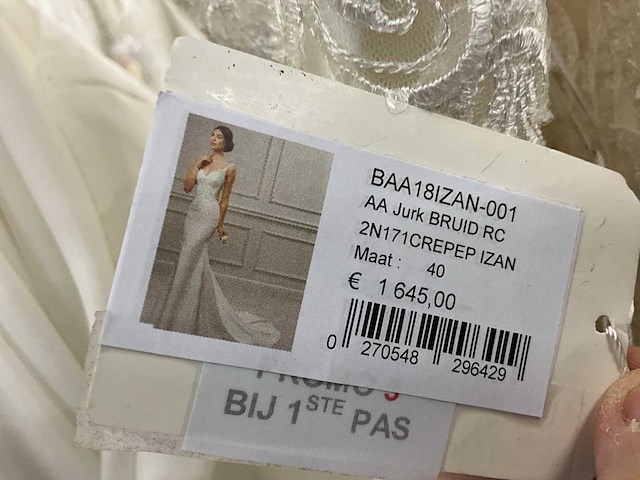 BAA18IZAN-001
AA Jurk BRUID RC
2N171CREPEP IZAN
Maat : 40
€ 1 645,00
0 270548 296429
BIJ 1STE PAS